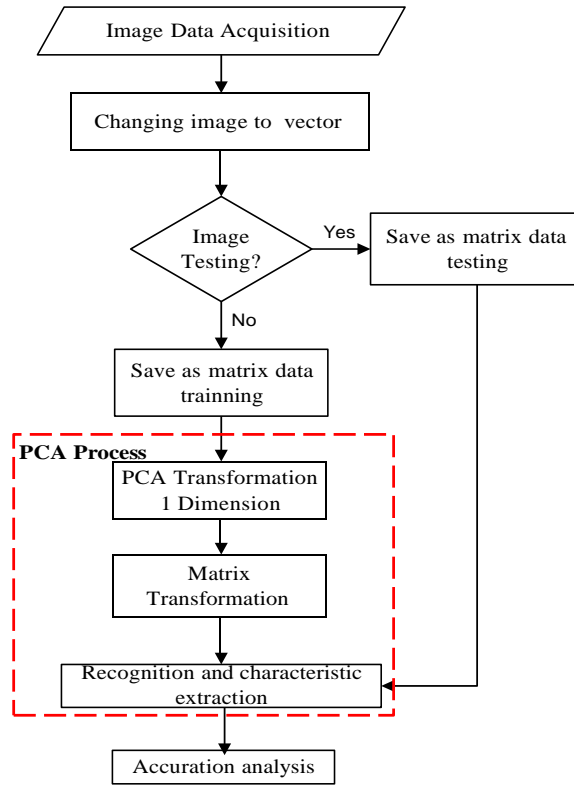 Image Data Acquisition
Changing image to vector
Image
Testing?
Yes
Save as matrix data
testing
No
Save as matrix data
trainning
PCA Process
PCA Transformation
1 Dimension
Matrix
Transformation
Recognition and characteristic
extraction
Accuration analysis